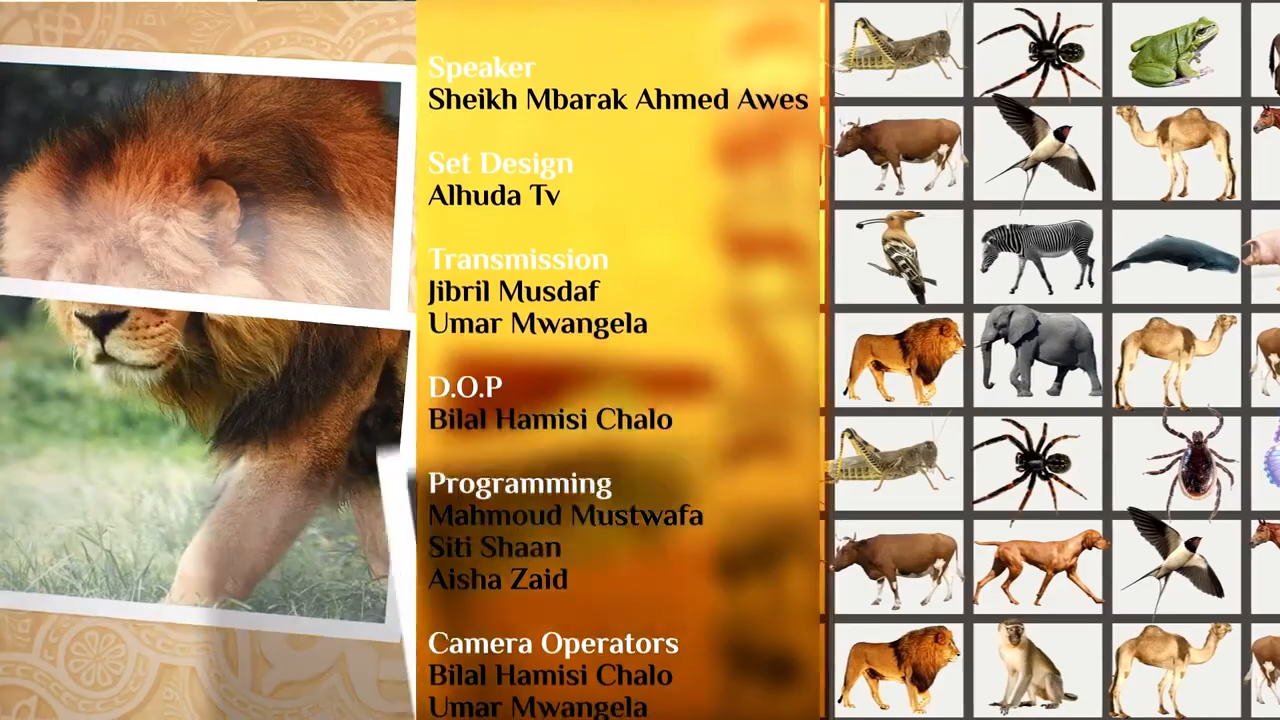 Speaker
Sheikh Mbarak Ahmed Awes
Set Design
Alhuda Tv
Transmission
Jibril Musdaf
Umar Mwangela
D.O.P
Bilal Hamisi Chalo
Programming
Mahmoud Mustwafa
Siti Shaan
Aisha Zaid
Camera Operators
Bilal Hamisi Chalo
Umar Mwangela